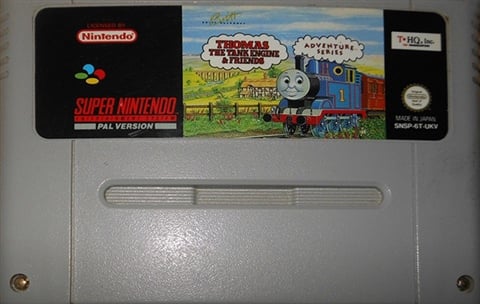 LICENSED BY
Nintendo
SUPER NINTENDO
ENTERTAINMENT SYSTEM
PAL VERSION
THOMAS
THE TANK ENGINE
& FRIENDS
ADVENTURE
SERIES
1
T·HQ, Inc.
MADE IN JAPAN
SNSP-6T-UKV